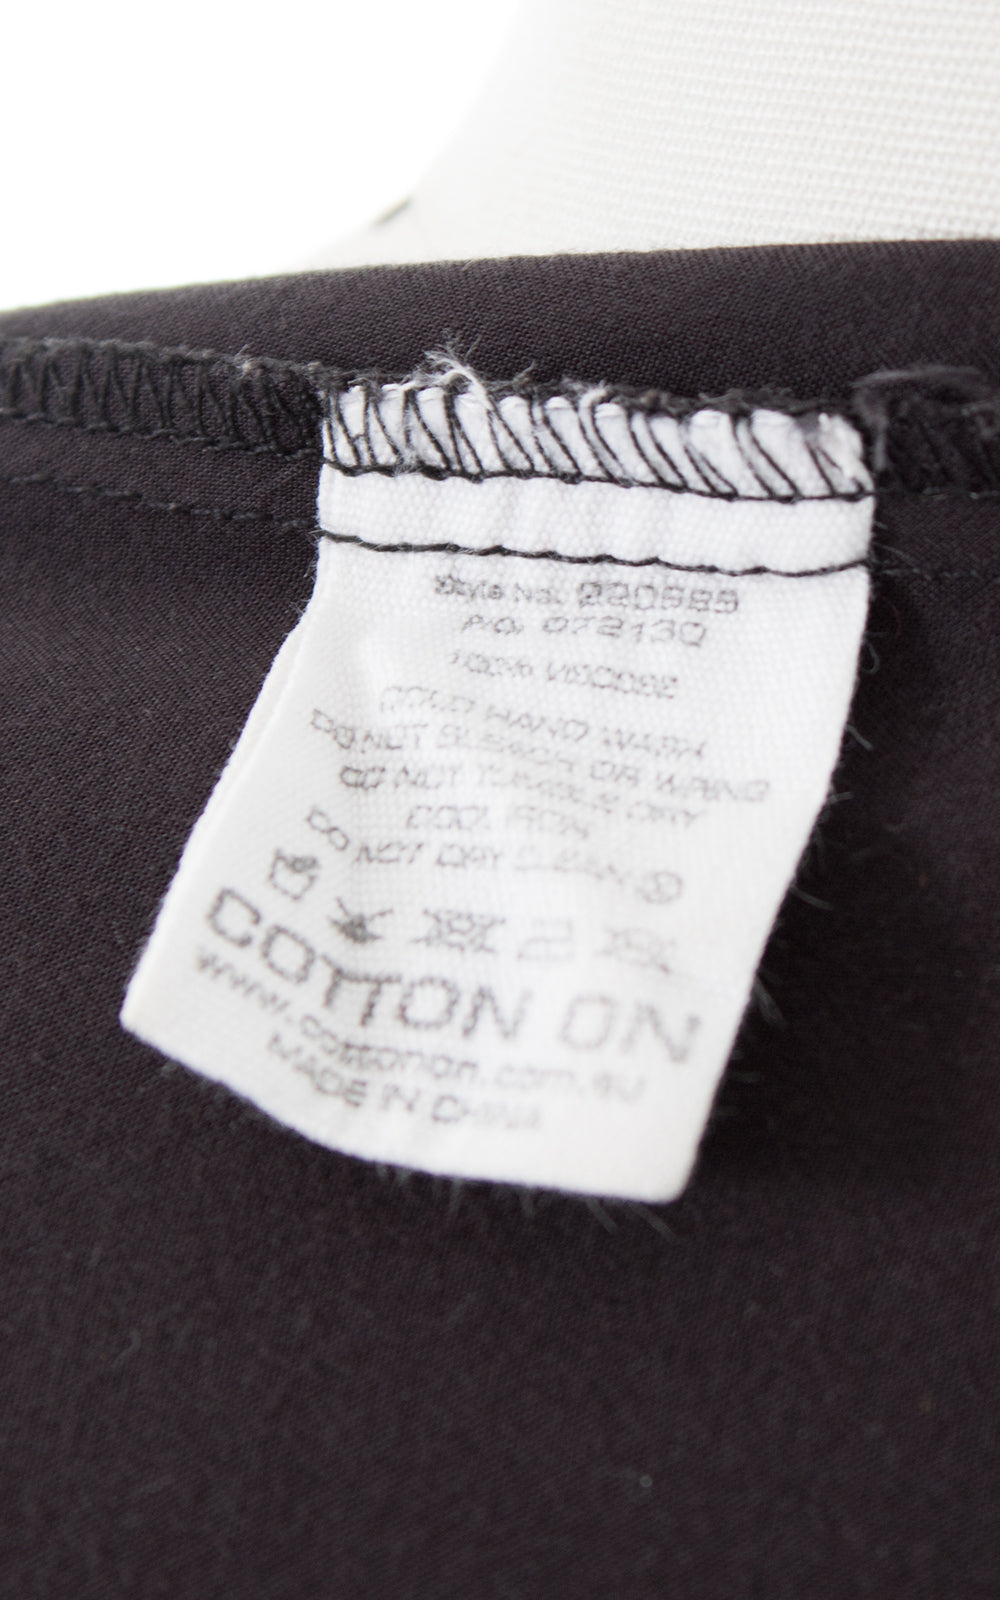 Style No:
P/O: 072130
100% VISCOSE
COLD HAND WASH
DO NOT BLEACH OR WRING
DO NOT TUMBLE DRY
COOL IRON
DO NOT DRY CLEAN
COTTON ON
www.cottonon.com.au
MADE IN CHINA